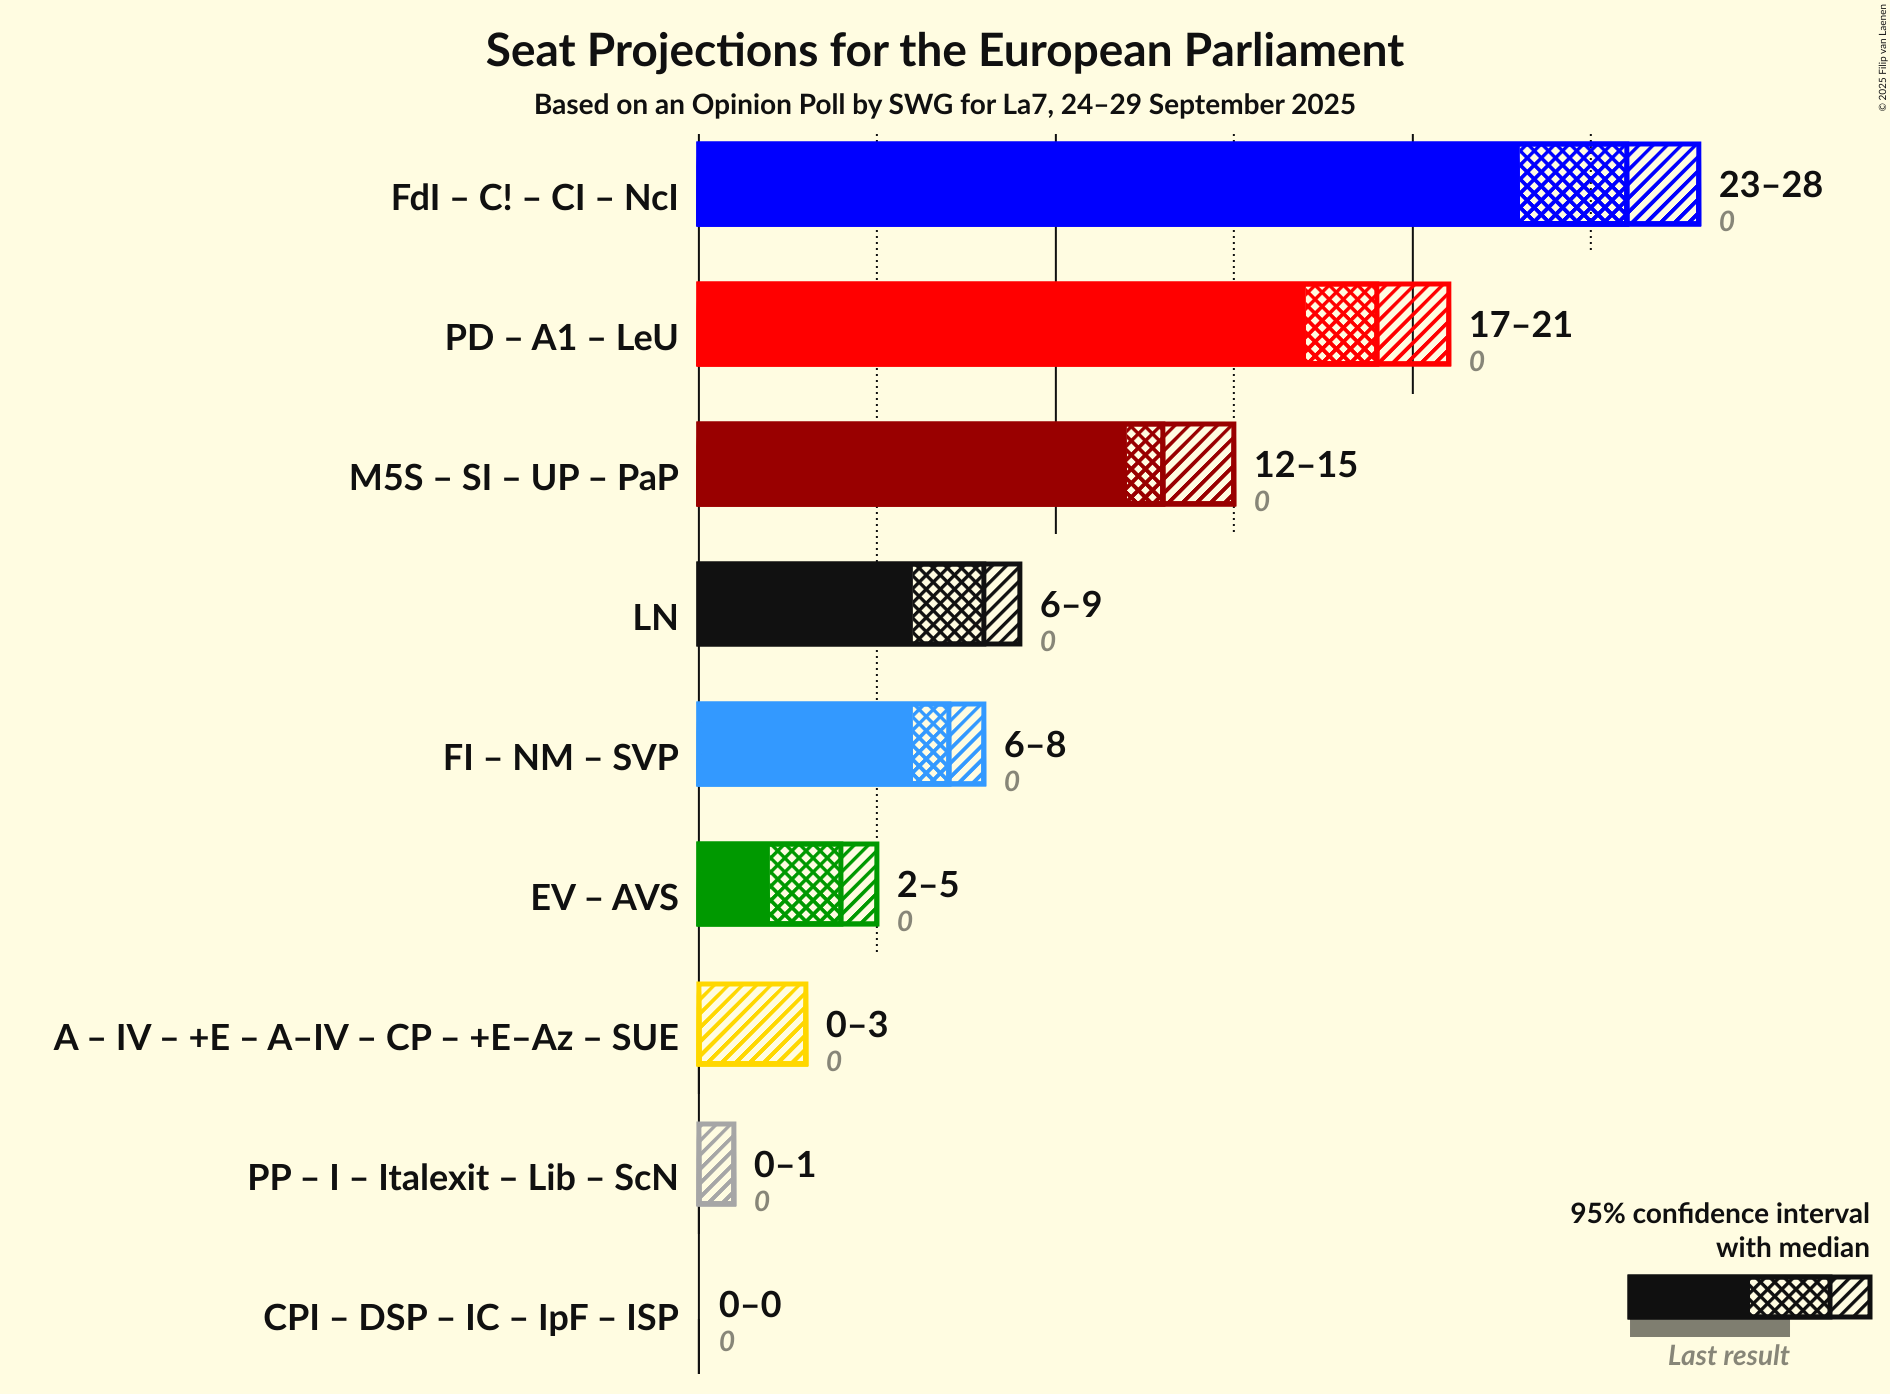 Seat Projections for the European Parliament
Based on an Opinion Poll by SWG for La7, 24–29 September 2025
© 2025 Filip van Laenen
FdI – C! – CI – NcI
23–28
0
PD – A1 – LeU
17–21
0
M5S – SI – UP – PaP
12–15
0
LN
6–9
0
FI – NM – SVP
6–8
0
EV – AVS
2–5
0
A – IV – +E – A–IV – CP – +E–Az – SUE
0–3
0
PP – I – Italexit – Lib – ScN
0–1
0
CPI – DSP – IC – IpF – ISP
0–0
0
95% confidence interval
with median
Last result